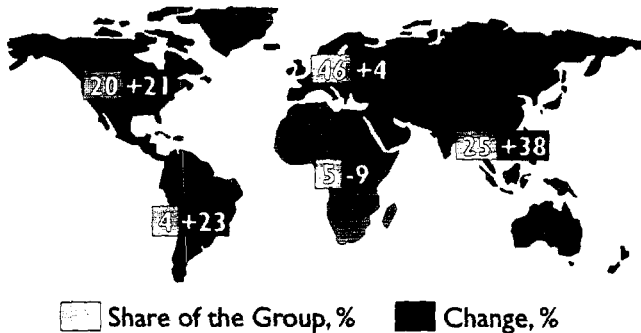 20 +21
46 +4
25 +38
5 -9
4 +23
Share of the Group, %
Change, %